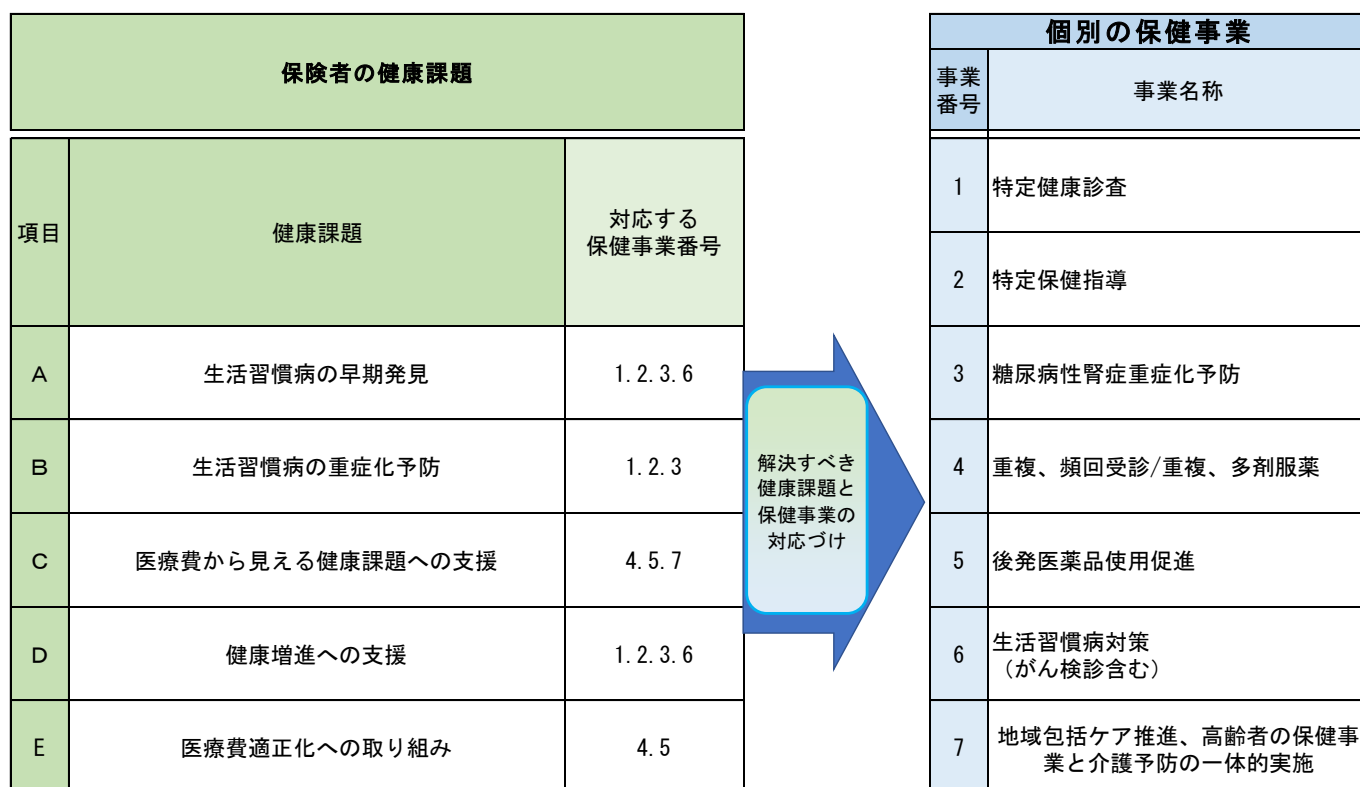 保険者の健康課題
項目
健康課題
対応する
保健事業番号
A
生活習慣病の早期発見
1.2.3.6
B
生活習慣病の重症化予防
1.2.3
C
医療費から見える健康課題への支援
4.5.7
D
健康増進への支援
1.2.3.6
E
医療費適正化への取り組み
4.5
解決すべき
健康課題と
保健事業の
対応づけ
個別の保健事業
事業
番号
事業名称
1
特定健康診査
2
特定保健指導
3
糖尿病性腎症重症化予防
4
重複、頻回受診/重複、多剤服薬
5
後発医薬品使用促進
6
生活習慣病対策
（がん検診含む）
7
地域包括ケア推進、高齢者の保健事
業と介護予防の一体的実施